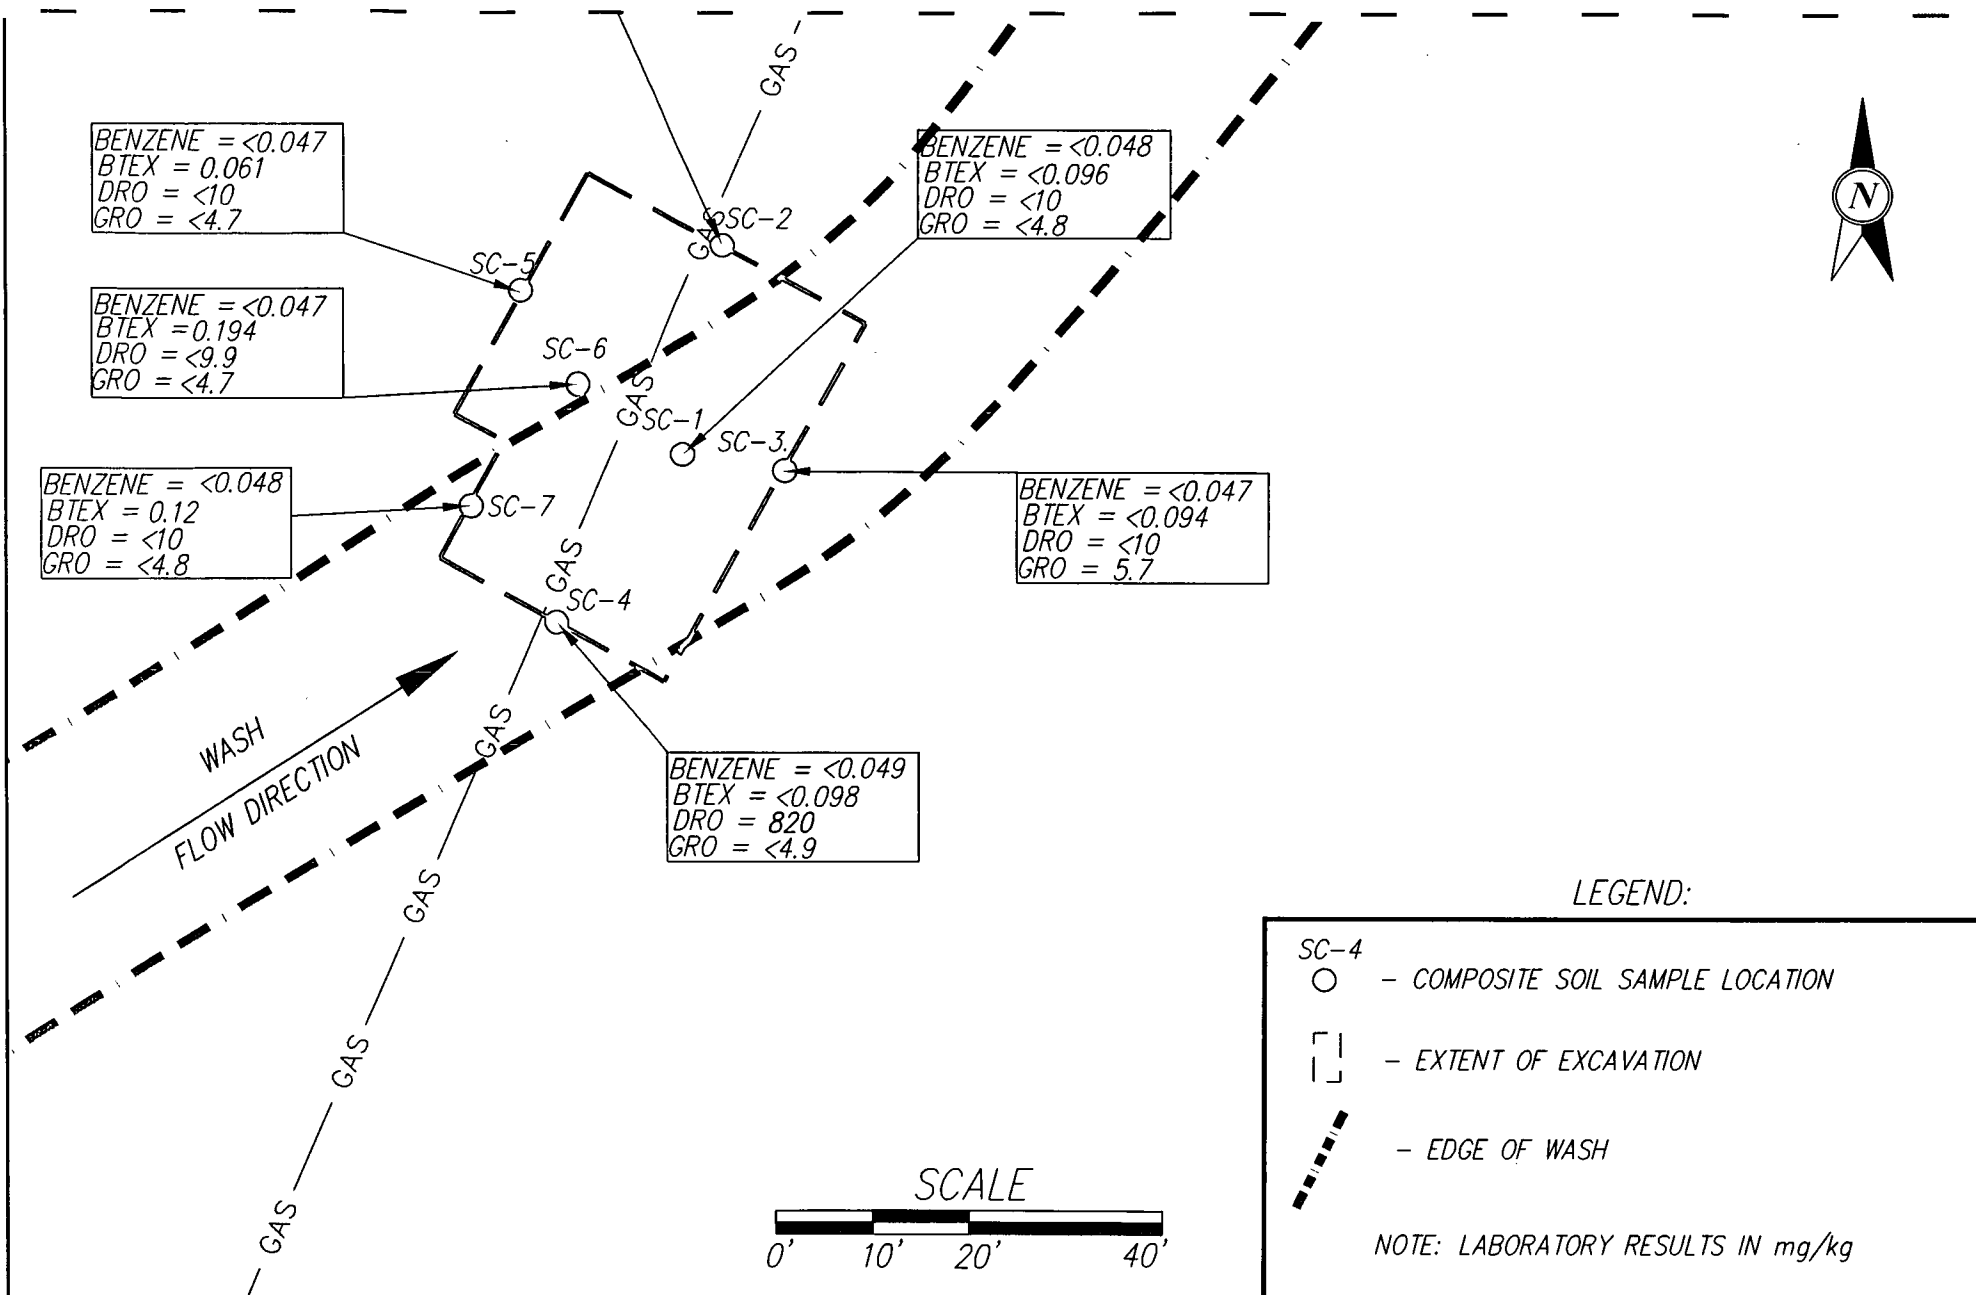 GAS
BENZENE = <0.047
BTEX = 0.061
DRO = <10
GRO = <4.7
BENZENE = <0.048
BTEX = <0.096
DRO = <10
GRO = <4.8
N
GAS
SC-2
SC-5
BENZENE = <0.047
BTEX = 0.194
DRO = <9.9
GRO = <4.7
SC-6
GAS
SC-1
SC-3
BENZENE = <0.048
BTEX = 0.12
DRO = <10
GRO = <4.8
SC-7
BENZENE = <0.047
BTEX = <0.094
DRO = <10
GRO = 5.7
GAS
SC-4
GAS
WASH
FLOW DIRECTION
BENZENE = <0.049
BTEX = <0.098
DRO = 820
GRO = <4.9
GAS
GAS
GAS
SCALE
0' 10' 20' 40'
LEGEND:
SC-4
- COMPOSITE SOIL SAMPLE LOCATION
- EXTENT OF EXCAVATION
- EDGE OF WASH
NOTE: LABORATORY RESULTS IN mg/kg